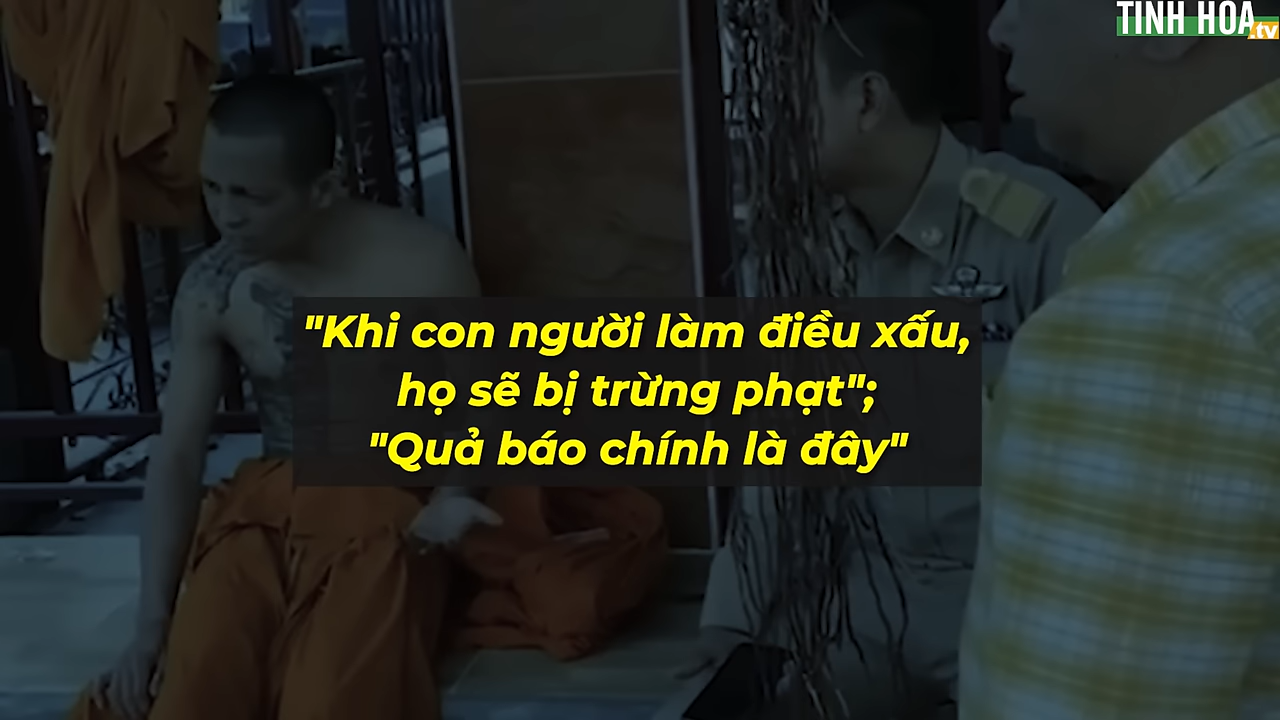 TINH HOA
.tv
"Khi con người làm điều xấu,
họ sẽ bị trừng phạt";
"Quả báo chính là đây"